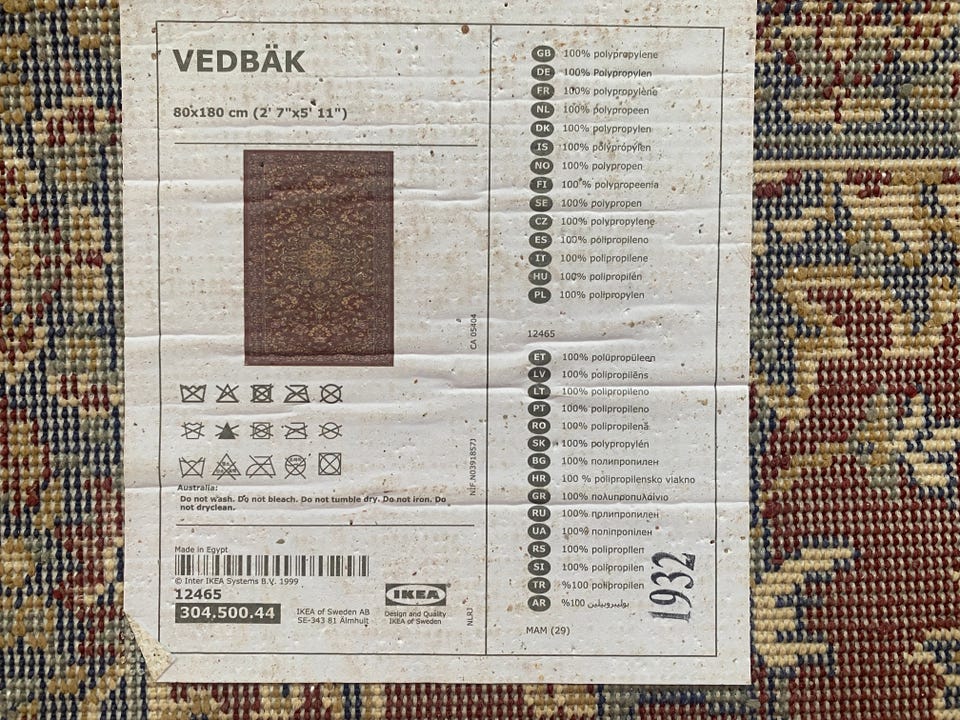 VEDBÄK
80x180 cm (2' 7"x5' 11")
CA 05404
N.I.F.N0391857J
Australia:
Do not wash. Do not bleach. Do not tumble dry. Do not iron. Do
not dryclean.
Made in Egypt
© Inter IKEA Systems B.V. 1999
12465
304.500.44
IKEA of Sweden AB
SE-343 81 Älmhult
IKEA
Design and Quality
IKEA of Sweden
NLRJ
GB 100% polypropylene
DE 100% Polypropylen
FR 100% polypropylène
NL 100% polypropeen
DK 100% polypropylen
IS 100% polýprópýlen
NO 100% polypropen
FI 100 % polypropeenia
SE 100% polypropen
CZ 100% polypropylene
ES 100% polipropileno
IT 100% polipropilene
HU 100% polipropilén
PL 100% polipropylen
12465
ET 100% polüpropüleen
LV 100% polipropilēns
LT 100% polipropileno
PT 100% polipropileno
RO 100% polipropilenă
SK 100% polypropylén
BG 100% полипропилен
HR 100 % polipropilensko vlakno
GR 100% πολυπροπυλαίνιο
RU 100% полипропилен
UA 100% поліпропілен
RS 100% polipropilen
SI 100% polipropilen
TR %100 polipropilen
AR %100 بوليبروبيلين
1932
MAM (29)